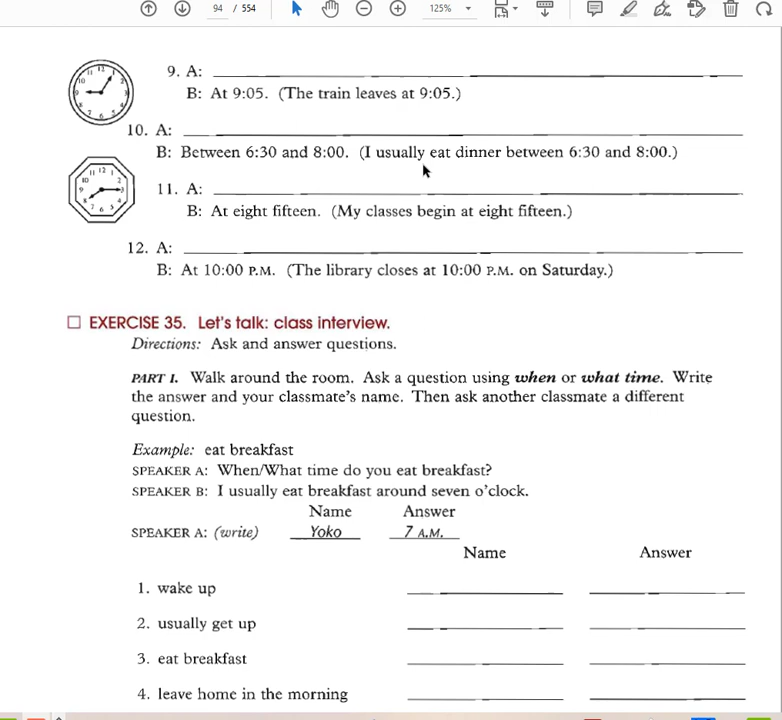 94 / 554
125%
9. A:
B: At 9:05. (The train leaves at 9:05.)
10. A:
B: Between 6:30 and 8:00. (I usually eat dinner between 6:30 and 8:00.)
11. A:
B: At eight fifteen. (My classes begin at eight fifteen.)
12. A:
B: At 10:00 P.M. (The library closes at 10:00 P.M. on Saturday.)
EXERCISE 35. Let's talk: class interview.
Directions: Ask and answer questions.
PART I. Walk around the room. Ask a question using when or what time. Write
the answer and your classmate's name. Then ask another classmate a different
question.
Example: eat breakfast
SPEAKER A: When/What time do you eat breakfast?
SPEAKER B: I usually eat breakfast around seven o'clock.
Name Answer
SPEAKER A: (write) Yoko 7 A.M.
Name Answer
1. wake up
2. usually get up
3. eat breakfast
4. leave home in the morning